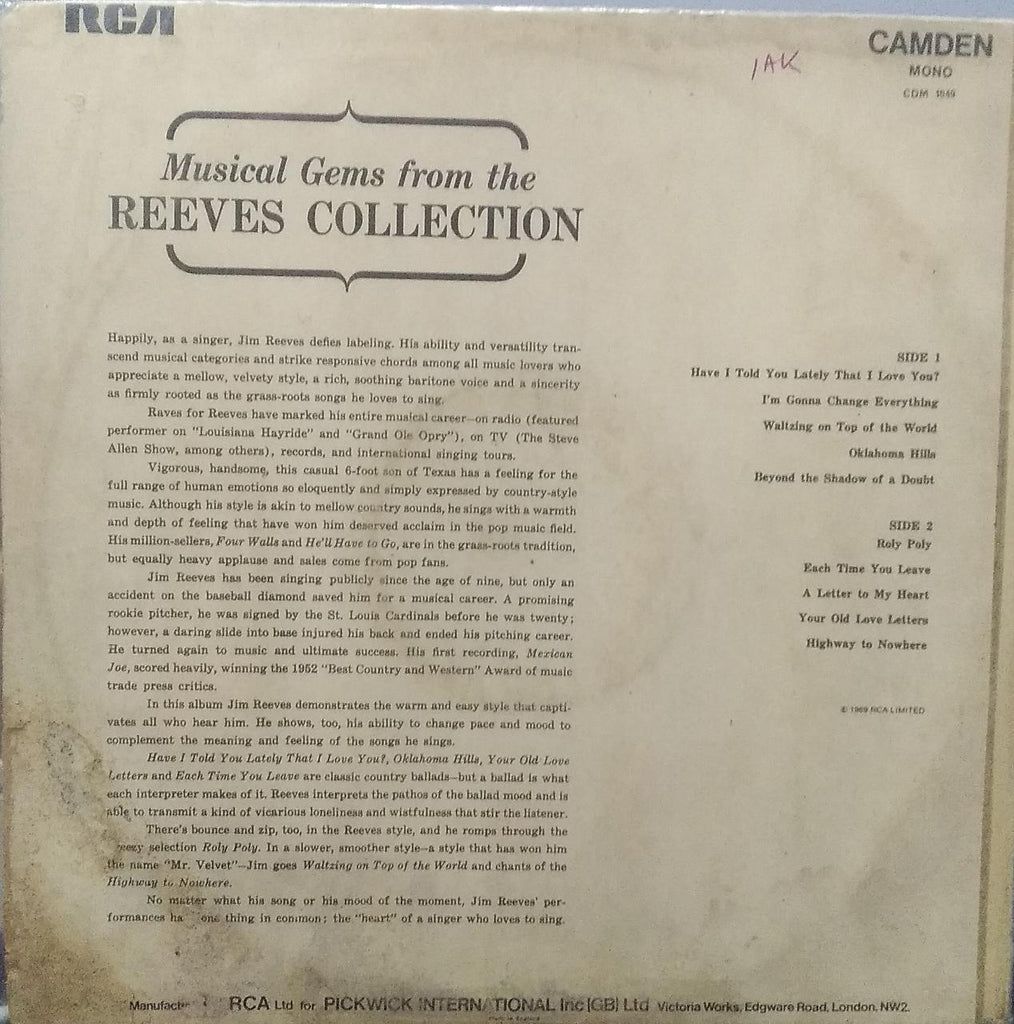 RCA
CAMDEN
MONO
CDM 1049
1AK
Musical Gems from the
REEVES COLLECTION
Happily, as a singer, Jim Reeves defies labeling. His ability and versatility tran-
scend musical categories and strike responsive chords among all music lovers who
appreciate a mellow, velvety style, a rich, soothing baritone voice and a sincerity
as firmly rooted as the grass-roots songs he loves to sing.
Raves for Reeves have marked his entire musical career—on radio (featured
performer on "Louisiana Hayride" and "Grand Ole Opry"), on TV (The Steve
Allen Show, among others), records, and international singing tours.
Vigorous, handsome, this casual 6-foot son of Texas has a feeling for the
full range of human emotions so eloquently and simply expressed by country-style
music. Although his style is akin to mellow country sounds, he sings with a warmth
and depth of feeling that have won him deserved acclaim in the pop music field.
His million-sellers, Four Walls and He'll Have to Go, are in the grass-roots tradition,
but equally heavy applause and sales come from pop fans.
Jim Reeves has been singing publicly since the age of nine, but only an
accident on the baseball diamond saved him for a musical career. A promising
rookie pitcher, he was signed by the St. Louis Cardinals before he was twenty;
however, a daring slide into base injured his back and ended his pitching career.
He turned again to music and ultimate success. His first recording, Mexican
Joe, scored heavily, winning the 1952 "Best Country and Western" Award of music
trade press critics.
In this album Jim Reeves demonstrates the warm and easy style that capti-
vates all who hear him. He shows, too, his ability to change pace and mood to
complement the meaning and feeling of the songs he sings.
Have I Told You Lately That I Love You?, Oklahoma Hills, Your Old Love
Letters and Each Time You Leave are classic country ballads—but a ballad is what
each interpreter makes of it. Reeves interprets the pathos of the ballad mood and is
able to transmit a kind of vicarious loneliness and wistfulness that stir the listener.
There's bounce and zip, too, in the Reeves style, and he romps through the
selection Roly Poly. In a slower, smoother style—a style that has won him
the name "Mr. Velvet"—Jim goes Waltzing on Top of the World and chants of the
Highway to Nowhere.
No matter what his song or his mood of the moment, Jim Reeves' per-
formances ha one thing in common; the "heart" of a singer who loves to sing.
SIDE 1
Have I Told You Lately That I Love You?
I'm Gonna Change Everything
Waltzing on Top of the World
Oklahoma Hills
Beyond the Shadow of a Doubt
SIDE 2
Roly Poly
Each Time You Leave
A Letter to My Heart
Your Old Love Letters
Highway to Nowhere
© 1969 RCA LIMITED
RCA Ltd for PICKWICK INTERNATIONAL Inc (GB) Ltd Victoria Works, Edgware Road, London, NW2.